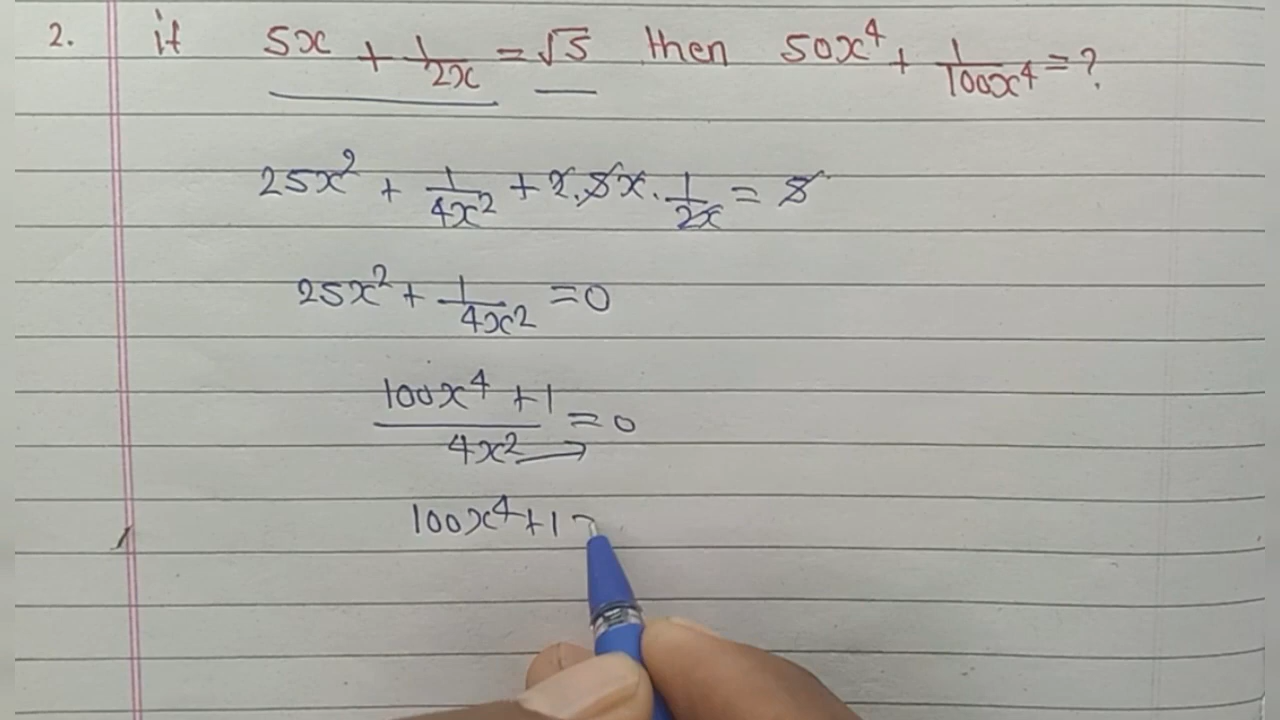 2. if 5x + 1/2x = √5 then 50x⁴ + 1/100x⁴ = ?
25x² + 1/4x² + 2.5x.1/2x = 5
25x² + 1/4x² = 0
100x⁴ + 1/4x² = 0
100x⁴ + 1 =